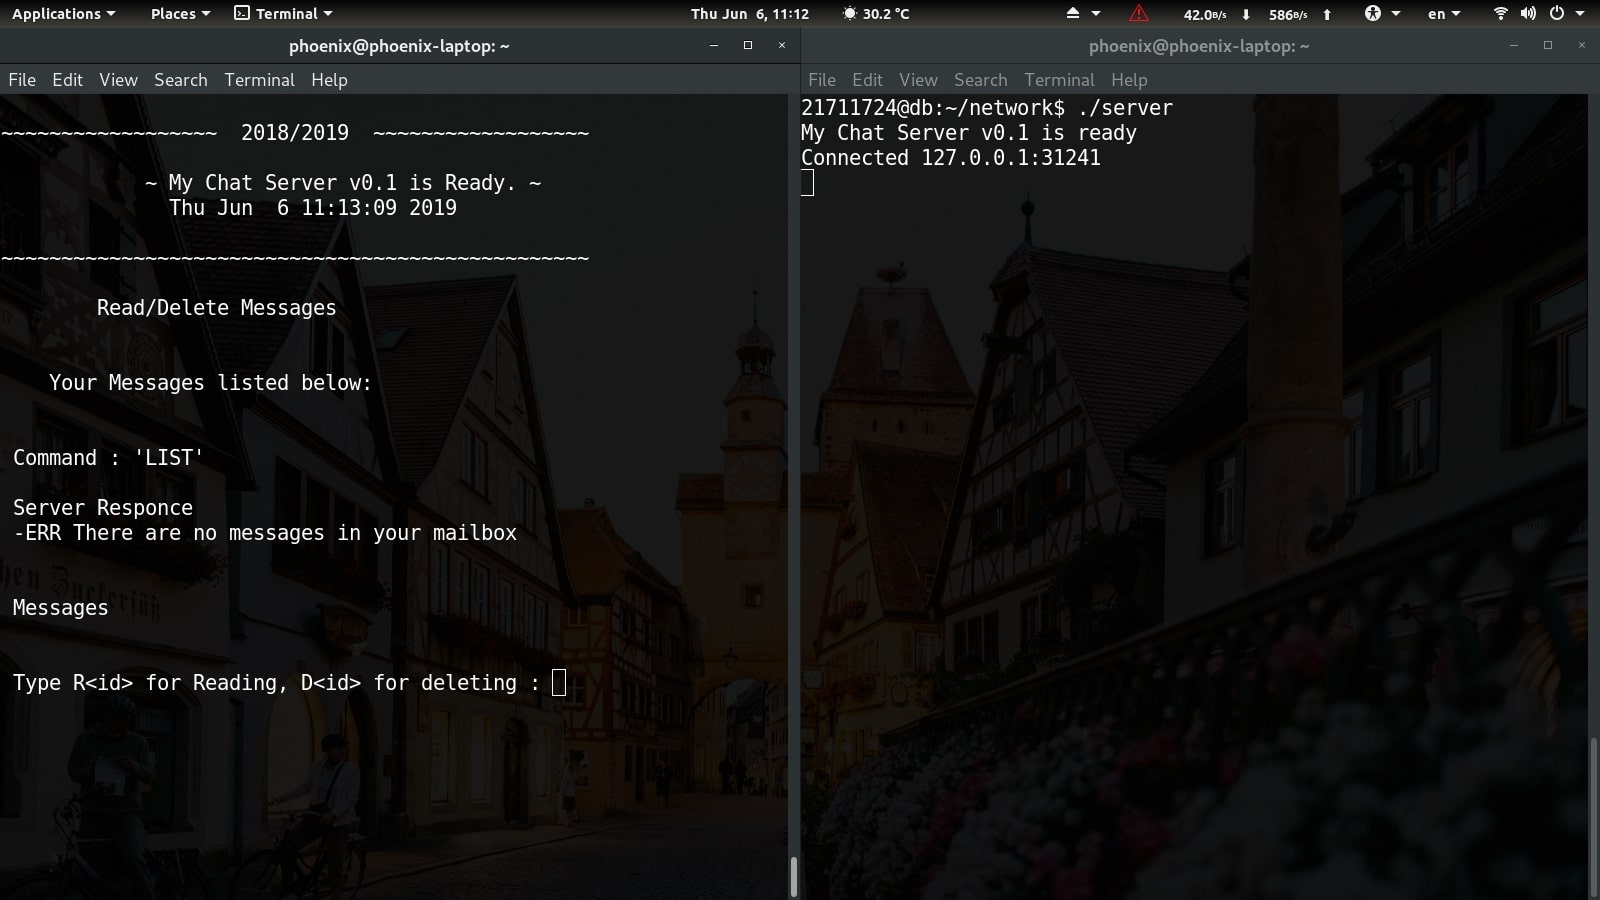 Applications Places Terminal Thu Jun 6, 11:12 30.2 °C 42.0B/s 586B/s en
phoenix@phoenix-laptop: ~
File Edit View Search Terminal Help
~~~~~~~~~~~~~~~~~~ 2018/2019 ~~~~~~~~~~~~~~~~~~
~ My Chat Server v0.1 is Ready. ~
Thu Jun  6 11:13:09 2019
~~~~~~~~~~~~~~~~~~~~~~~~~~~~~~~~~~~~~~~~~~~~~~~~~
Read/Delete Messages
Your Messages listed below:
Command : 'LIST'
Server Responce
-ERR There are no messages in your mailbox
Messages
Type R<id> for Reading, D<id> for deleting :
phoenix@phoenix-laptop: ~
File Edit View Search Terminal Help
21711724@db:~/network$ ./server
My Chat Server v0.1 is ready
Connected 127.0.0.1:31241